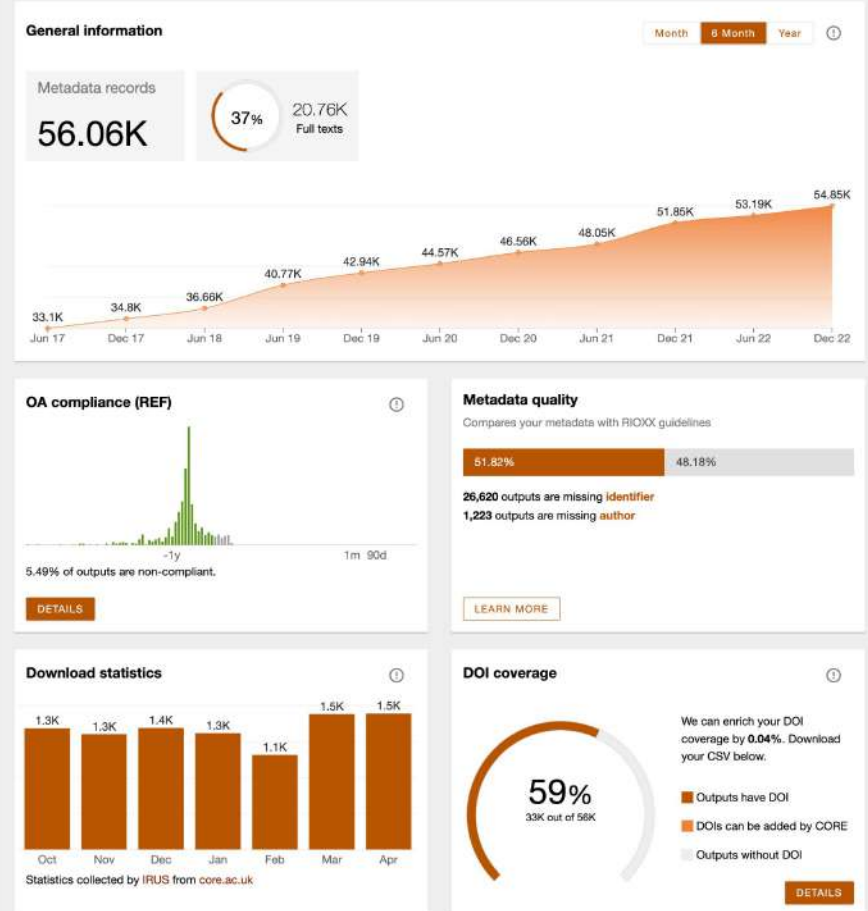 General information
Month 6 Month Year
Metadata records
56.06K
37%
20.76K
Full texts
33.1K 34.8K 36.66K 40.77K 42.94K 44.57K 46.56K 48.05K 51.85K 53.19K 54.85K
Jun 17 Dec 17 Jun 18 Jun 19 Dec 19 Jun 20 Dec 20 Jun 21 Dec 21 Jun 22 Dec 22
OA compliance (REF)
-1y 1m 90d
5.49% of outputs are non-compliant.
DETAILS
Metadata quality
Compares your metadata with RIOXX guidelines
51.82% 48.18%
26,620 outputs are missing identifier
1,223 outputs are missing author
LEARN MORE
Download statistics
1.3K 1.3K 1.4K 1.3K 1.1K 1.5K 1.5K
Oct Nov Dec Jan Feb Mar Apr
Statistics collected by IRUS from core.ac.uk
DOI coverage
59%
33K out of 56K
We can enrich your DOI
coverage by 0.04%. Download
your CSV below.
Outputs have DOI
DOIs can be added by CORE
Outputs without DOI
DETAILS